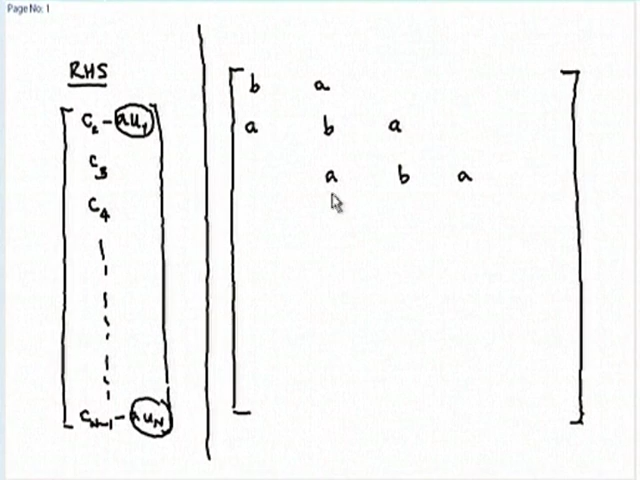 Page No: 1
RHS
c₂ - au₁
c₃
c₄
cN-1 - auN
b a
a b a
a b a